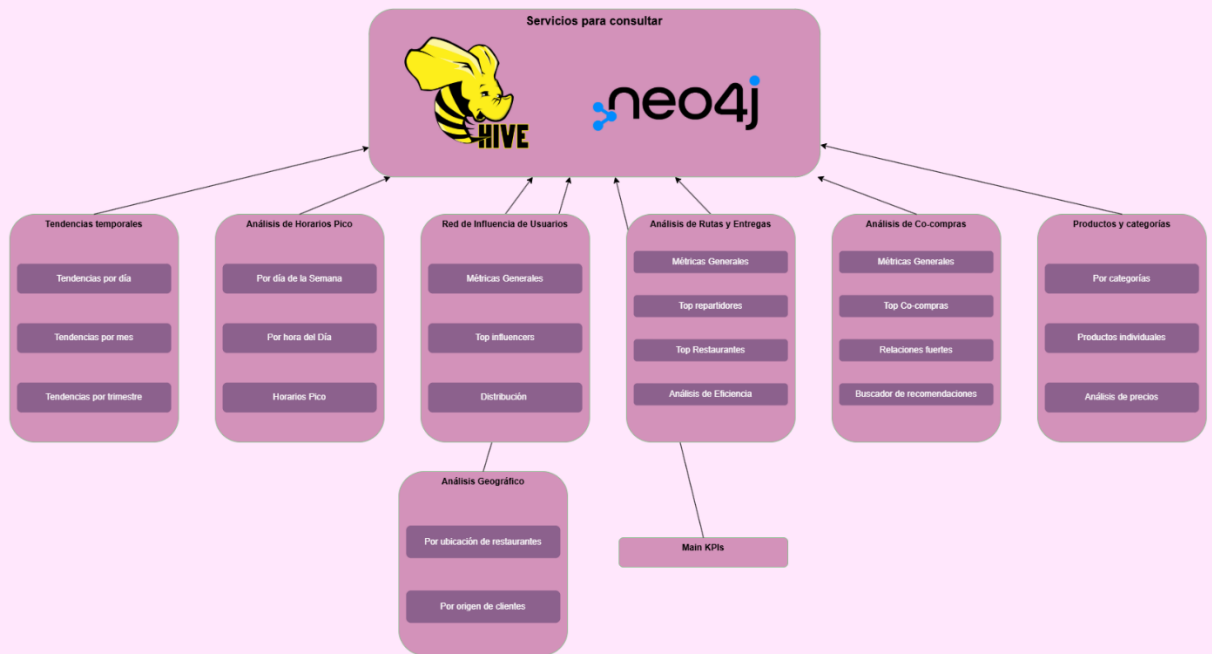 Servicios para consultar
HIVE
neo4j
Tendencias temporales
Tendencias por día
Tendencias por mes
Tendencias por trimestre
Análisis de Horarios Pico
Por día de la Semana
Por hora del Día
Horarios Pico
Red de Influencia de Usuarios
Métricas Generales
Top influencers
Distribución
Análisis de Rutas y Entregas
Métricas Generales
Top repartidores
Top Restaurantes
Análisis de Eficiencia
Análisis de Co-compras
Métricas Generales
Top Co-compras
Relaciones fuertes
Buscador de recomendaciones
Productos y categorías
Por categorías
Productos individuales
Análisis de precios
Análisis Geográfico
Por ubicación de restaurantes
Por origen de clientes
Main KPIs